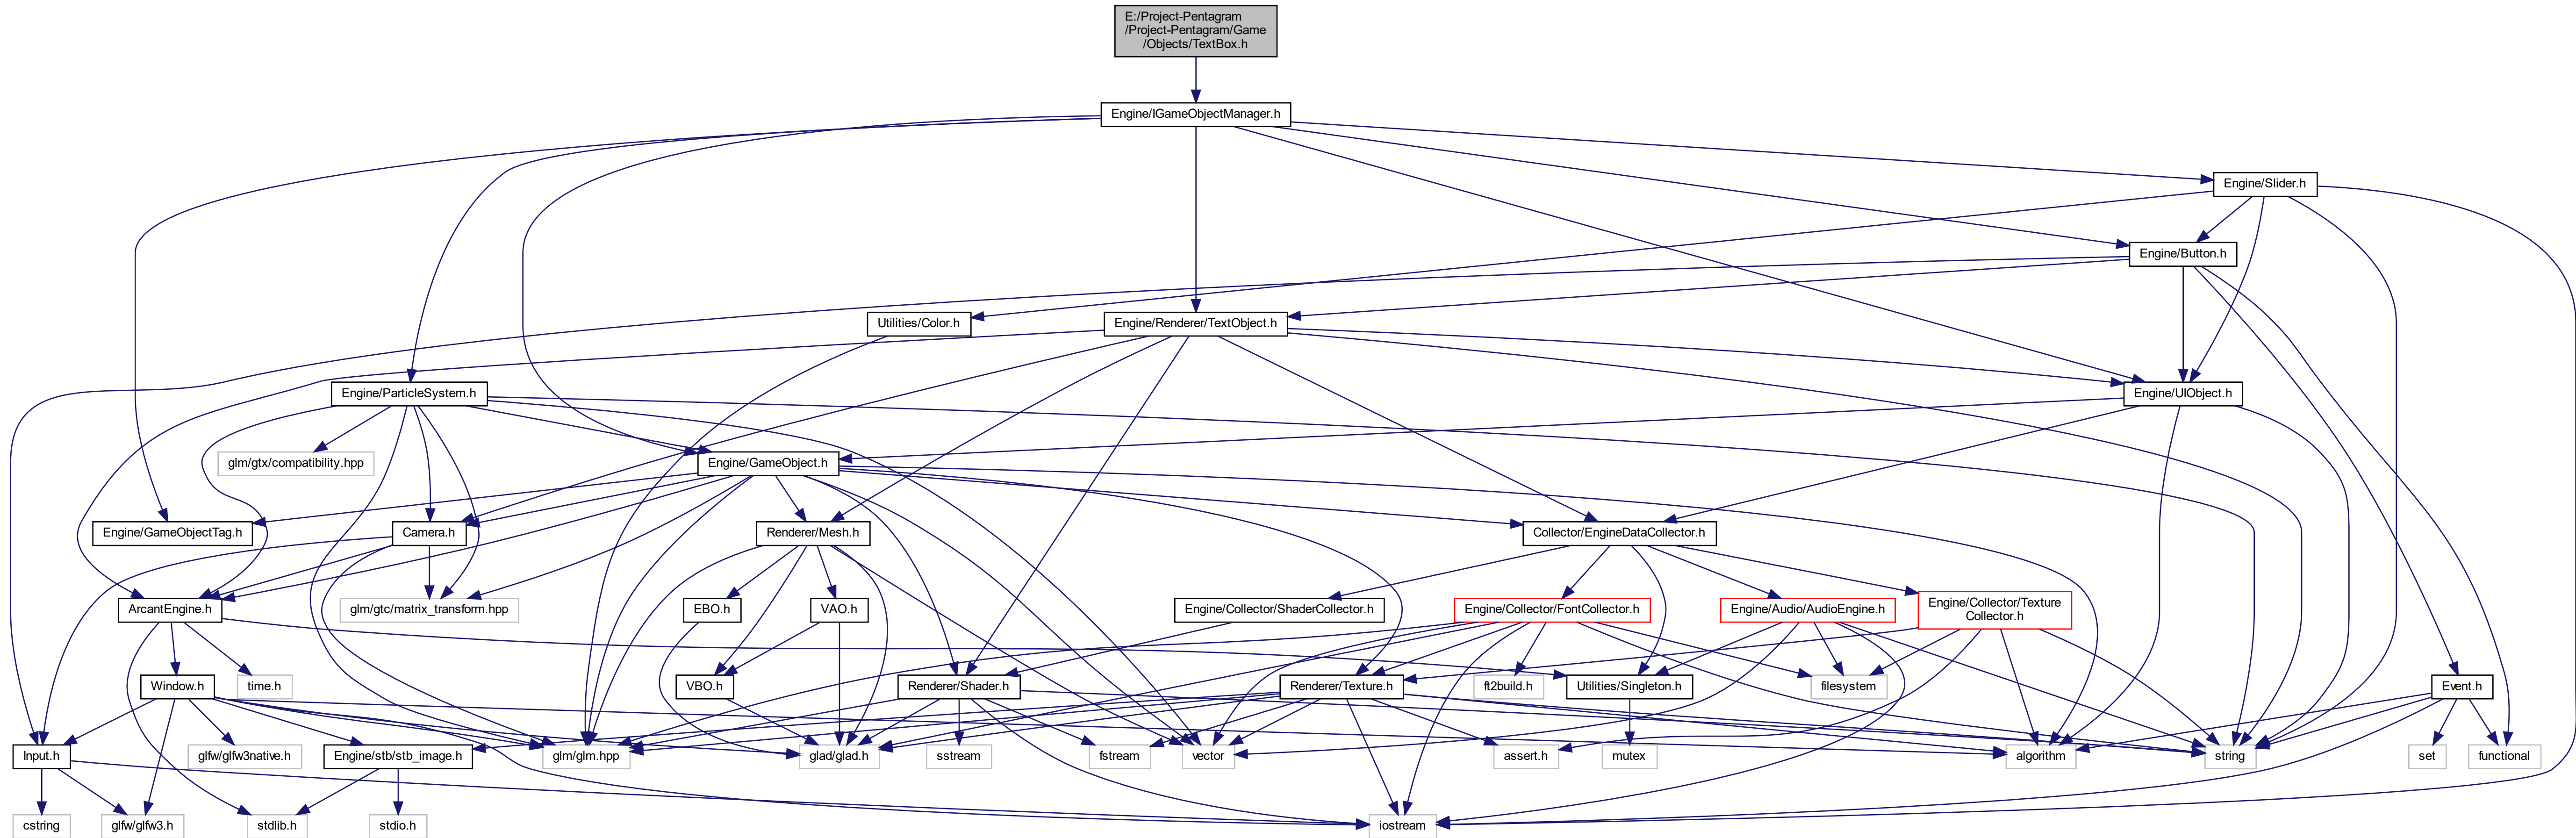 E:/Project-Pentagram
/Project-Pentagram/Game
/Objects/TextBox.h
Engine/IGameObjectManager.h
Engine/Slider.h
Engine/Button.h
Utilities/Color.h
Engine/Renderer/TextObject.h
Engine/ParticleSystem.h
Engine/UIObject.h
glm/gtx/compatibility.hpp
Engine/GameObject.h
Engine/GameObjectTag.h
Camera.h
Renderer/Mesh.h
Collector/EngineDataCollector.h
ArcantEngine.h
glm/gtc/matrix_transform.hpp
EBO.h
VAO.h
Engine/Collector/ShaderCollector.h
Engine/Collector/FontCollector.h
Engine/Audio/AudioEngine.h
Engine/Collector/Texture
Collector.h
Window.h
time.h
VBO.h
Renderer/Shader.h
Renderer/Texture.h
ft2build.h
Utilities/Singleton.h
filesystem
Event.h
Input.h
glfw/glfw3native.h
Engine/stb/stb_image.h
glm/glm.hpp
glad/glad.h
sstream
fstream
vector
assert.h
mutex
algorithm
string
set
functional
cstring
glfw/glfw3.h
stdlib.h
stdio.h
iostream